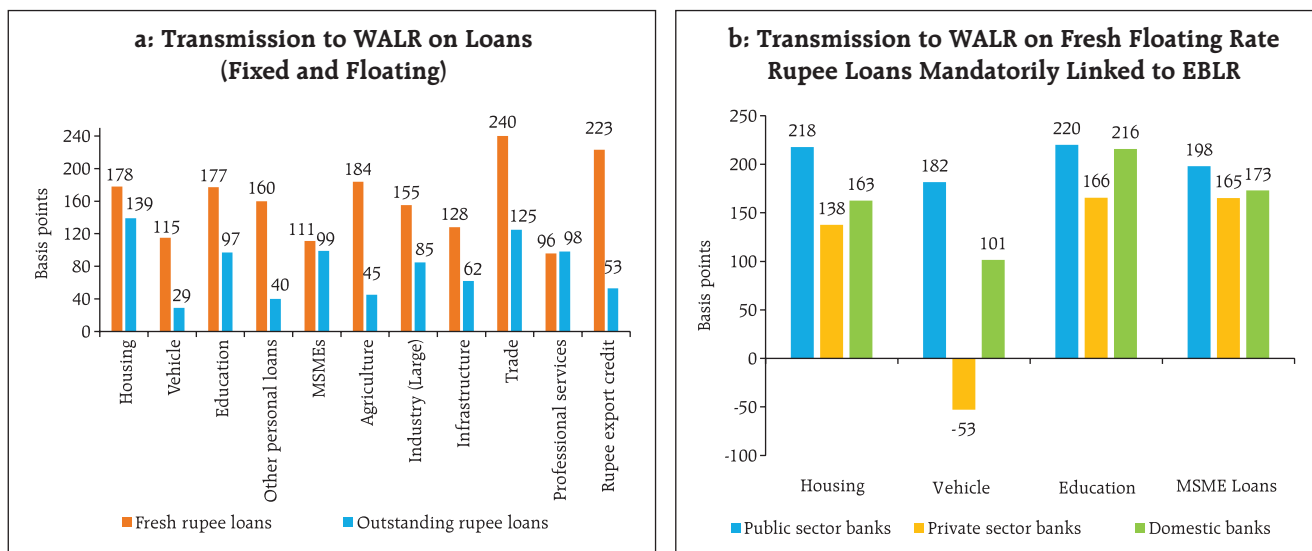 a: Transmission to WALR on Loans
(Fixed and Floating)
Basis points
240
200
160
120
80
40
0
178
139
115
29
177
97
160
40
111
99
184
45
155
85
128
62
240
125
96
98
223
53
Housing
Vehicle
Education
Other personal loans
MSMEs
Agriculture
Industry (Large)
Infrastructure
Trade
Professional services
Rupee export credit
Fresh rupee loans
Outstanding rupee loans
b: Transmission to WALR on Fresh Floating Rate
Rupee Loans Mandatorily Linked to EBLR
Basis points
250
200
150
100
50
0
-50
-100
218
138
163
182
-53
101
220
166
216
198
165
173
Housing
Vehicle
Education
MSME Loans
Public sector banks
Private sector banks
Domestic banks